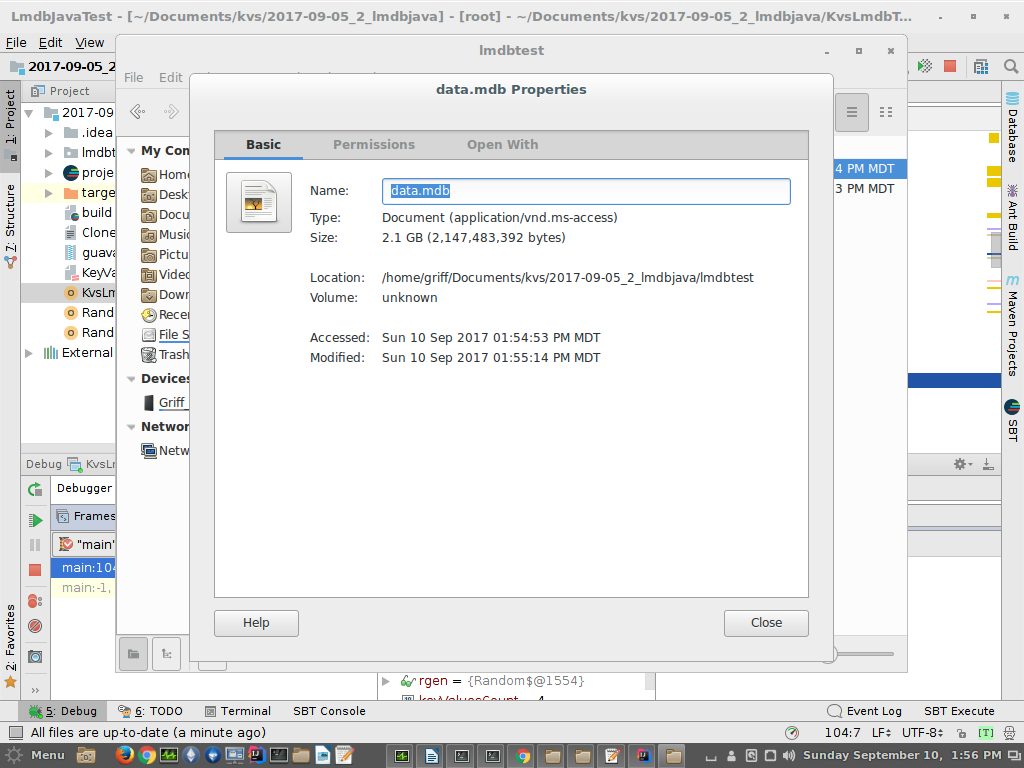 LmdbJavaTest - [~/Documents/kvs/2017-09-05_2_lmdbjava] - [root] - ~/Documents/kvs/2017-09-05_2_lmdbjava/KvsLmdbT...
File Edit View
2017-09-05_2
lmdbtest
File Edit
data.mdb Properties
Basic Permissions Open With
Name: data.mdb
Type: Document (application/vnd.ms-access)
Size: 2.1 GB (2,147,483,392 bytes)
Location: /home/griff/Documents/kvs/2017-09-05_2_lmdbjava/lmdbtest
Volume: unknown
Accessed: Sun 10 Sep 2017 01:54:53 PM MDT
Modified: Sun 10 Sep 2017 01:55:14 PM MDT
Help Close
1: Project
7: Structure
2: Favorites
Project
2017-09
.idea
lmdbt
proje
targe
build
Clone
guava
KeyVa
KvsLm
Rand
Rand
External
My Con
Home
Deskt
Docu
Music
Pictu
Video
Down
Recer
File S
Trash
Devices
Griff_
Networ
Netw
4 PM MDT
3 PM MDT
Database
Ant Build
Maven Projects
SBT
Debug KvsLm
Debugger
Frames
"main"
main:104
main:-1,
rgen = {Random$@1554}
keyValuesCount = 4
5: Debug 6: TODO Terminal SBT Console Event Log SBT Execute
All files are up-to-date (a minute ago) 104:7 LF UTF-8 [T]
Menu Sunday September 10, 1:56 PM